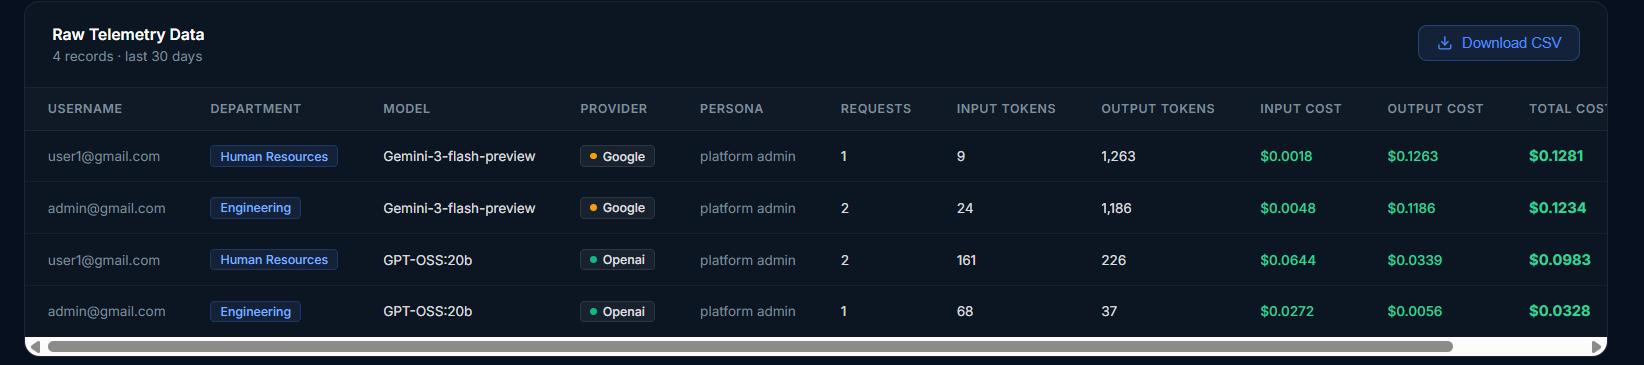 Raw Telemetry Data
4 records · last 30 days
Download CSV
USERNAME DEPARTMENT MODEL PROVIDER PERSONA REQUESTS INPUT TOKENS OUTPUT TOKENS INPUT COST OUTPUT COST TOTAL COST
user1@gmail.com Human Resources Gemini-3-flash-preview Google platform admin 1 9 1,263 $0.0018 $0.1263 $0.1281
admin@gmail.com Engineering Gemini-3-flash-preview Google platform admin 2 24 1,186 $0.0048 $0.1186 $0.1234
user1@gmail.com Human Resources GPT-OSS:20b Openai platform admin 2 161 226 $0.0644 $0.0339 $0.0983
admin@gmail.com Engineering GPT-OSS:20b Openai platform admin 1 68 37 $0.0272 $0.0056 $0.0328